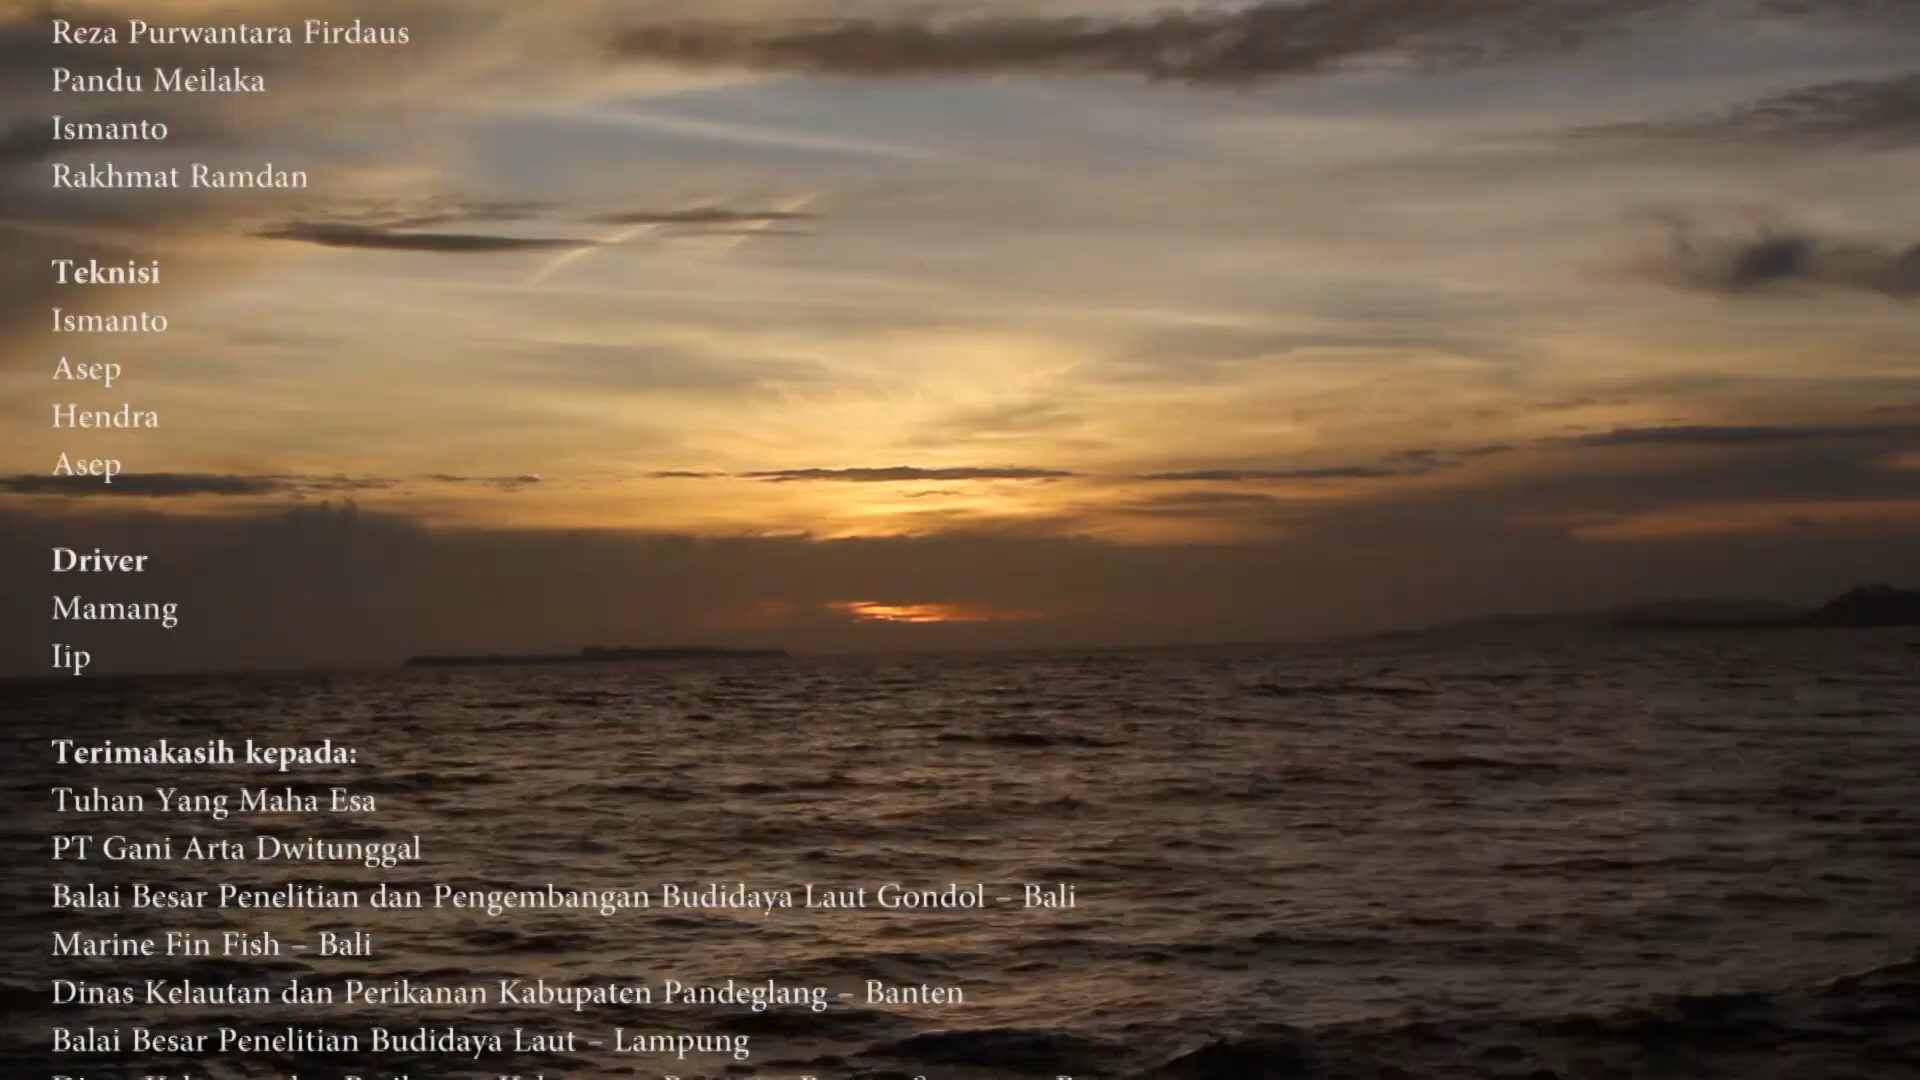 Reza Purwantara Firdaus
Pandu Meilaka
Ismanto
Rakhmat Ramdan
Teknisi
Ismanto
Asep
Hendra
Asep
Driver
Mamang
Iip
Terimakasih kepada:
Tuhan Yang Maha Esa
PT Gani Arta Dwitunggal
Balai Besar Penelitian dan Pengembangan Budidaya Laut Gondol – Bali
Marine Fin Fish – Bali
Dinas Kelautan dan Perikanan Kabupaten Pandeglang – Banten
Balai Besar Penelitian Budidaya Laut – Lampung